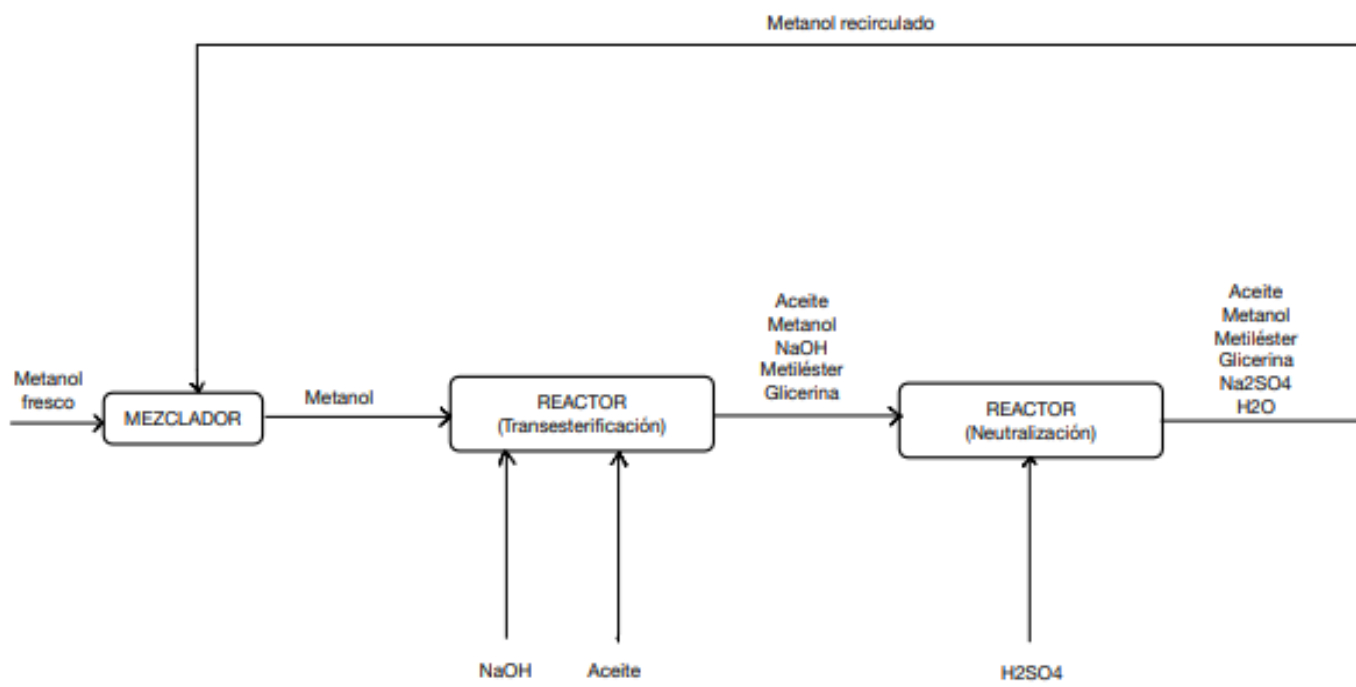 Metanol recirculado
Metanol
fresco
MEZCLADOR
Metanol
REACTOR
(Transesterificación)
Aceite
Metanol
NaOH
Metiléster
Glicerina
REACTOR
(Neutralización)
Aceite
Metanol
Metiléster
Glicerina
Na2SO4
H2O
NaOH
Aceite
H2SO4